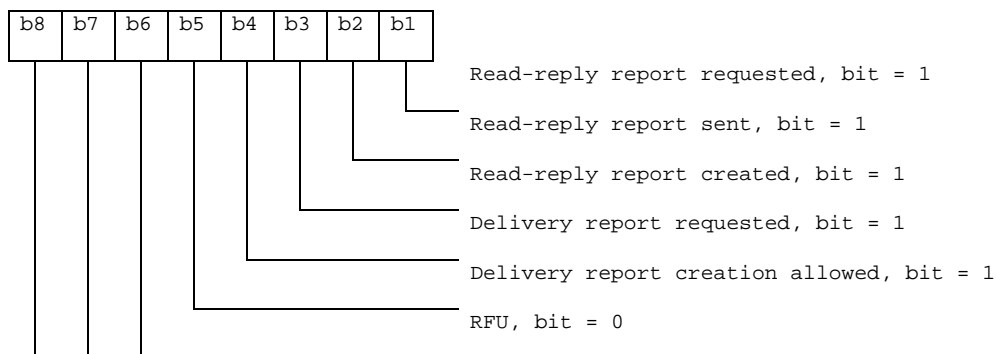 b8 b7 b6 b5 b4 b3 b2 b1
Read-reply report requested, bit = 1
Read-reply report sent, bit = 1
Read-reply report created, bit = 1
Delivery report requested, bit = 1
Delivery report creation allowed, bit = 1
RFU, bit = 0